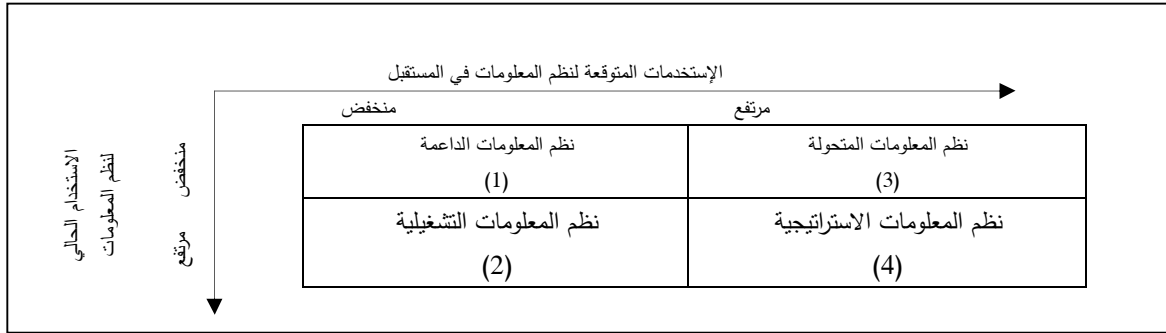 الإستخدمات المتوقعة لنظم المعلومات في المستقبل
مرتفع
منخفض
نظم المعلومات المتحولة
(3)
نظم المعلومات الداعمة
(1)
نظم المعلومات الاستراتيجية
(4)
نظم المعلومات التشغيلية
(2)
منخفض
مرتفع
الاستخدام الحالي
لنظم المعلومات